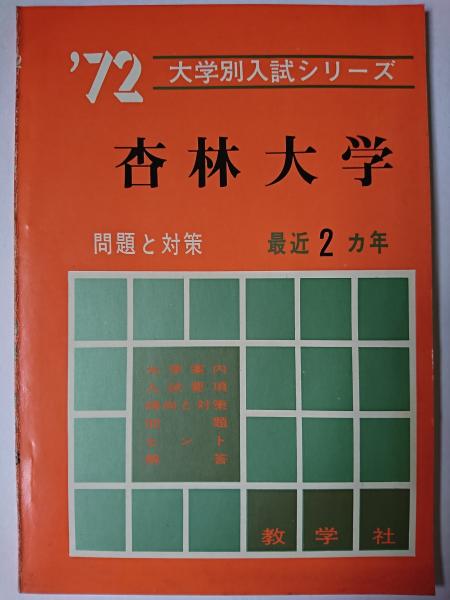 '72 大学別入試シリーズ
杏林大学
問題と対策 最近2カ年
大学案内
入試要項
傾向と対策
問題
ヒント
解答
教学社